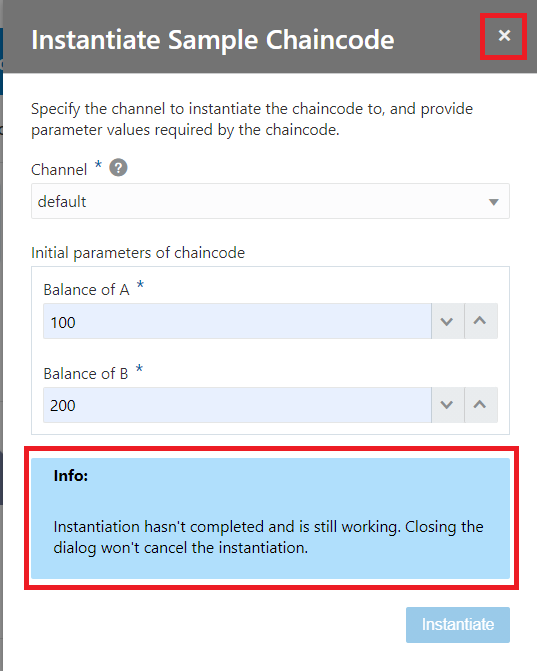 Instantiate Sample Chaincode
×
Specify the channel to instantiate the chaincode to, and provide
parameter values required by the chaincode.
Channel * ?
default
Initial parameters of chaincode
Balance of A *
100
Balance of B *
200
Info:
Instantiation hasn't completed and is still working. Closing the
dialog won't cancel the instantiation.
Instantiate